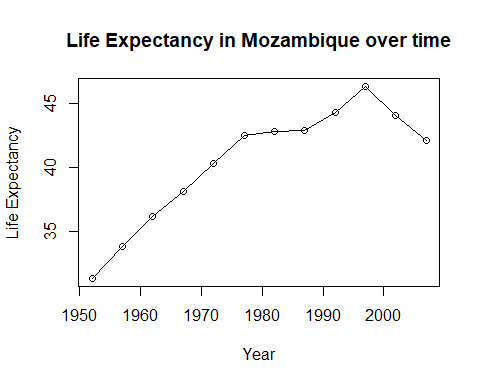 Life Expectancy in Mozambique over time
Life Expectancy
45
40
35
1950 1960 1970 1980 1990 2000
Year